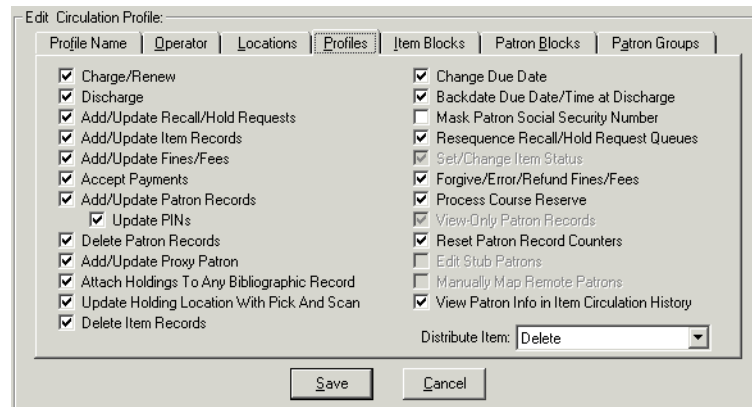 Edit Circulation Profile:
Profile Name
Operator
Locations
Profiles
Item Blocks
Patron Blocks
Patron Groups
Charge/Renew
Discharge
Add/Update Recall/Hold Requests
Add/Update Item Records
Add/Update Fines/Fees
Accept Payments
Add/Update Patron Records
Update PINs
Delete Patron Records
Add/Update Proxy Patron
Attach Holdings To Any Bibliographic Record
Update Holding Location With Pick And Scan
Delete Item Records
Change Due Date
Backdate Due Date/Time at Discharge
Mask Patron Social Security Number
Resequence Recall/Hold Request Queues
Set/Change Item Status
Forgive/Error/Refund Fines/Fees
Process Course Reserve
View-Only Patron Records
Reset Patron Record Counters
Edit Stub Patrons
Manually Map Remote Patrons
View Patron Info in Item Circulation History
Distribute Item: Delete
Save
Cancel